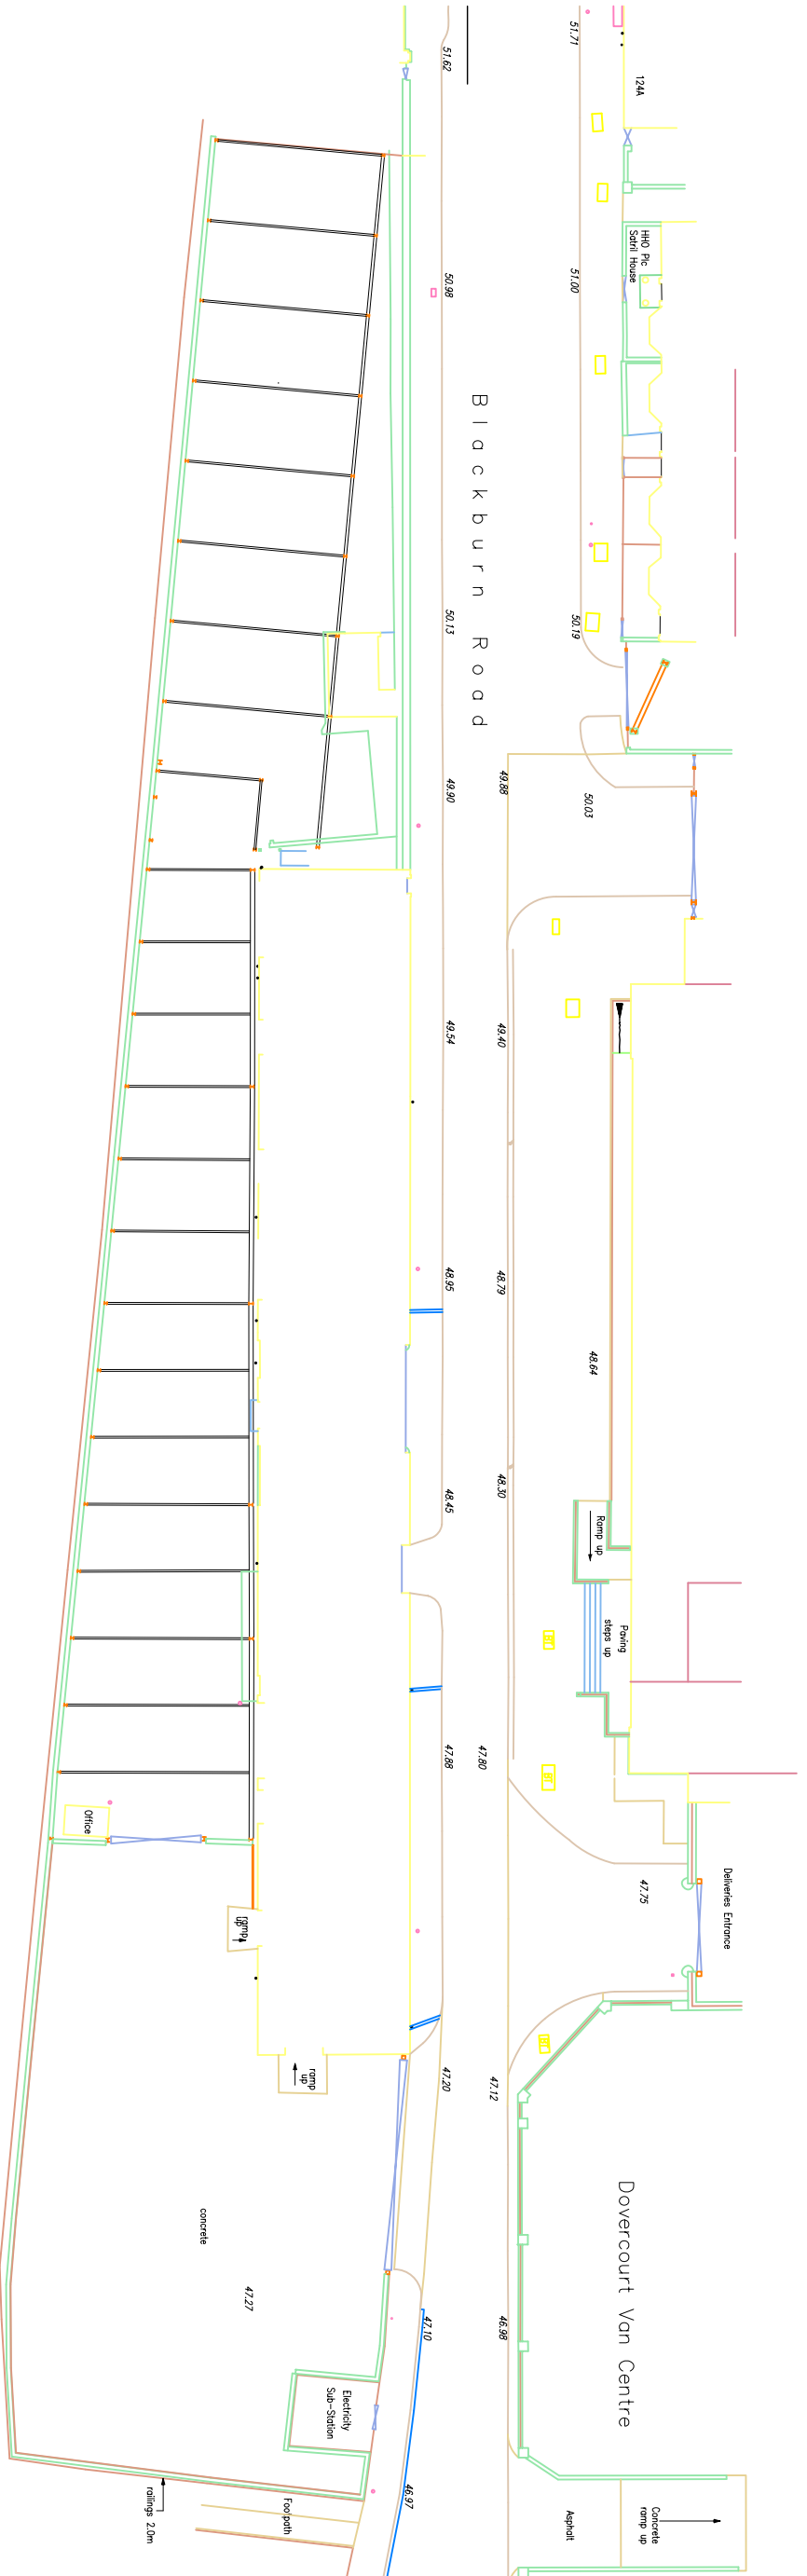 51.71
51.62
124A
HHO Plc
Satril House
51.00
50.98
Blackburn Road
50.19
50.13
50.03
49.88
49.90
49.40
49.54
48.79
48.95
48.64
48.30
48.45
Ramp up
Paving
steps up
47.80
47.88
Office
Deliveries Entrance
47.75
ramp
up
ramp
up
47.12
47.20
Dovercourt Van Centre
concrete
47.27
46.98
47.10
Electricity
Sub-Station
46.97
railings 2.0m
Footpath
Asphalt
Concrete
ramp up